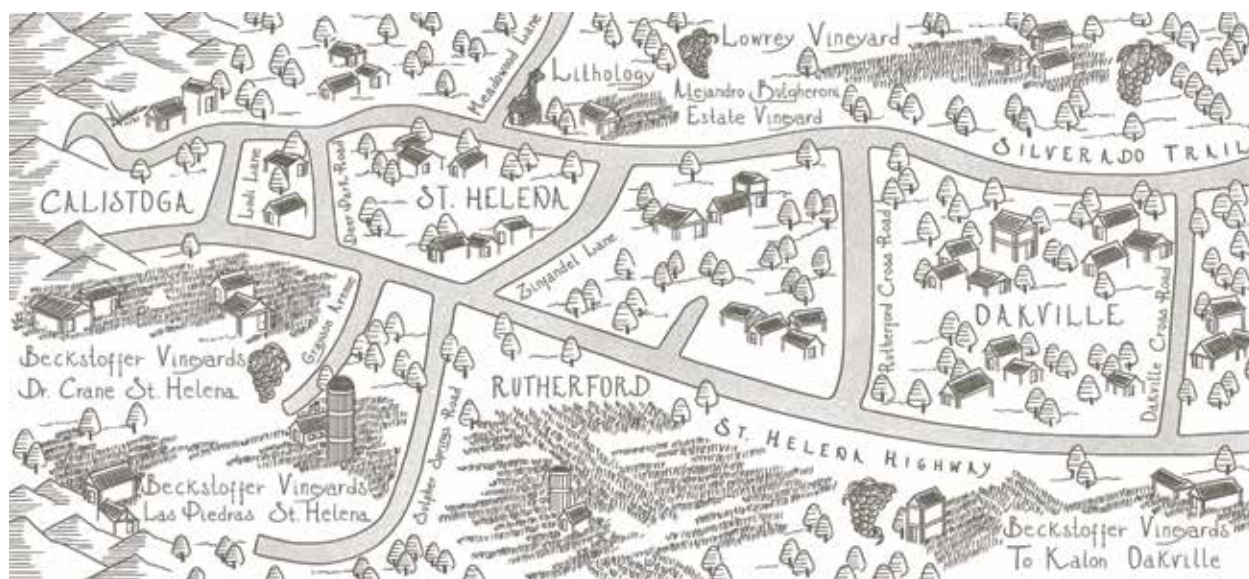 Meadowood Lane
Lowrey Vineyard
Lithology
Alejandro Bulgheroni
Estate Vineyard
SILVERADO TRAIL
CALISTOGA
Lodi Lane
Deer Park Road
ST. HELENA
Zinfandel Lane
Rutherford Cross Road
OAKVILLE
Oakville Cross Road
Grayson Avenue
Beckstoffer Vineyards
Dr. Crane St. Helena
RUTHERFORD
ST. HELENA HIGHWAY
Sulpher Springs Road
Beckstoffer Vineyards
Las Piedras St. Helena
Beckstoffer Vineyards
To Kalon Oakville